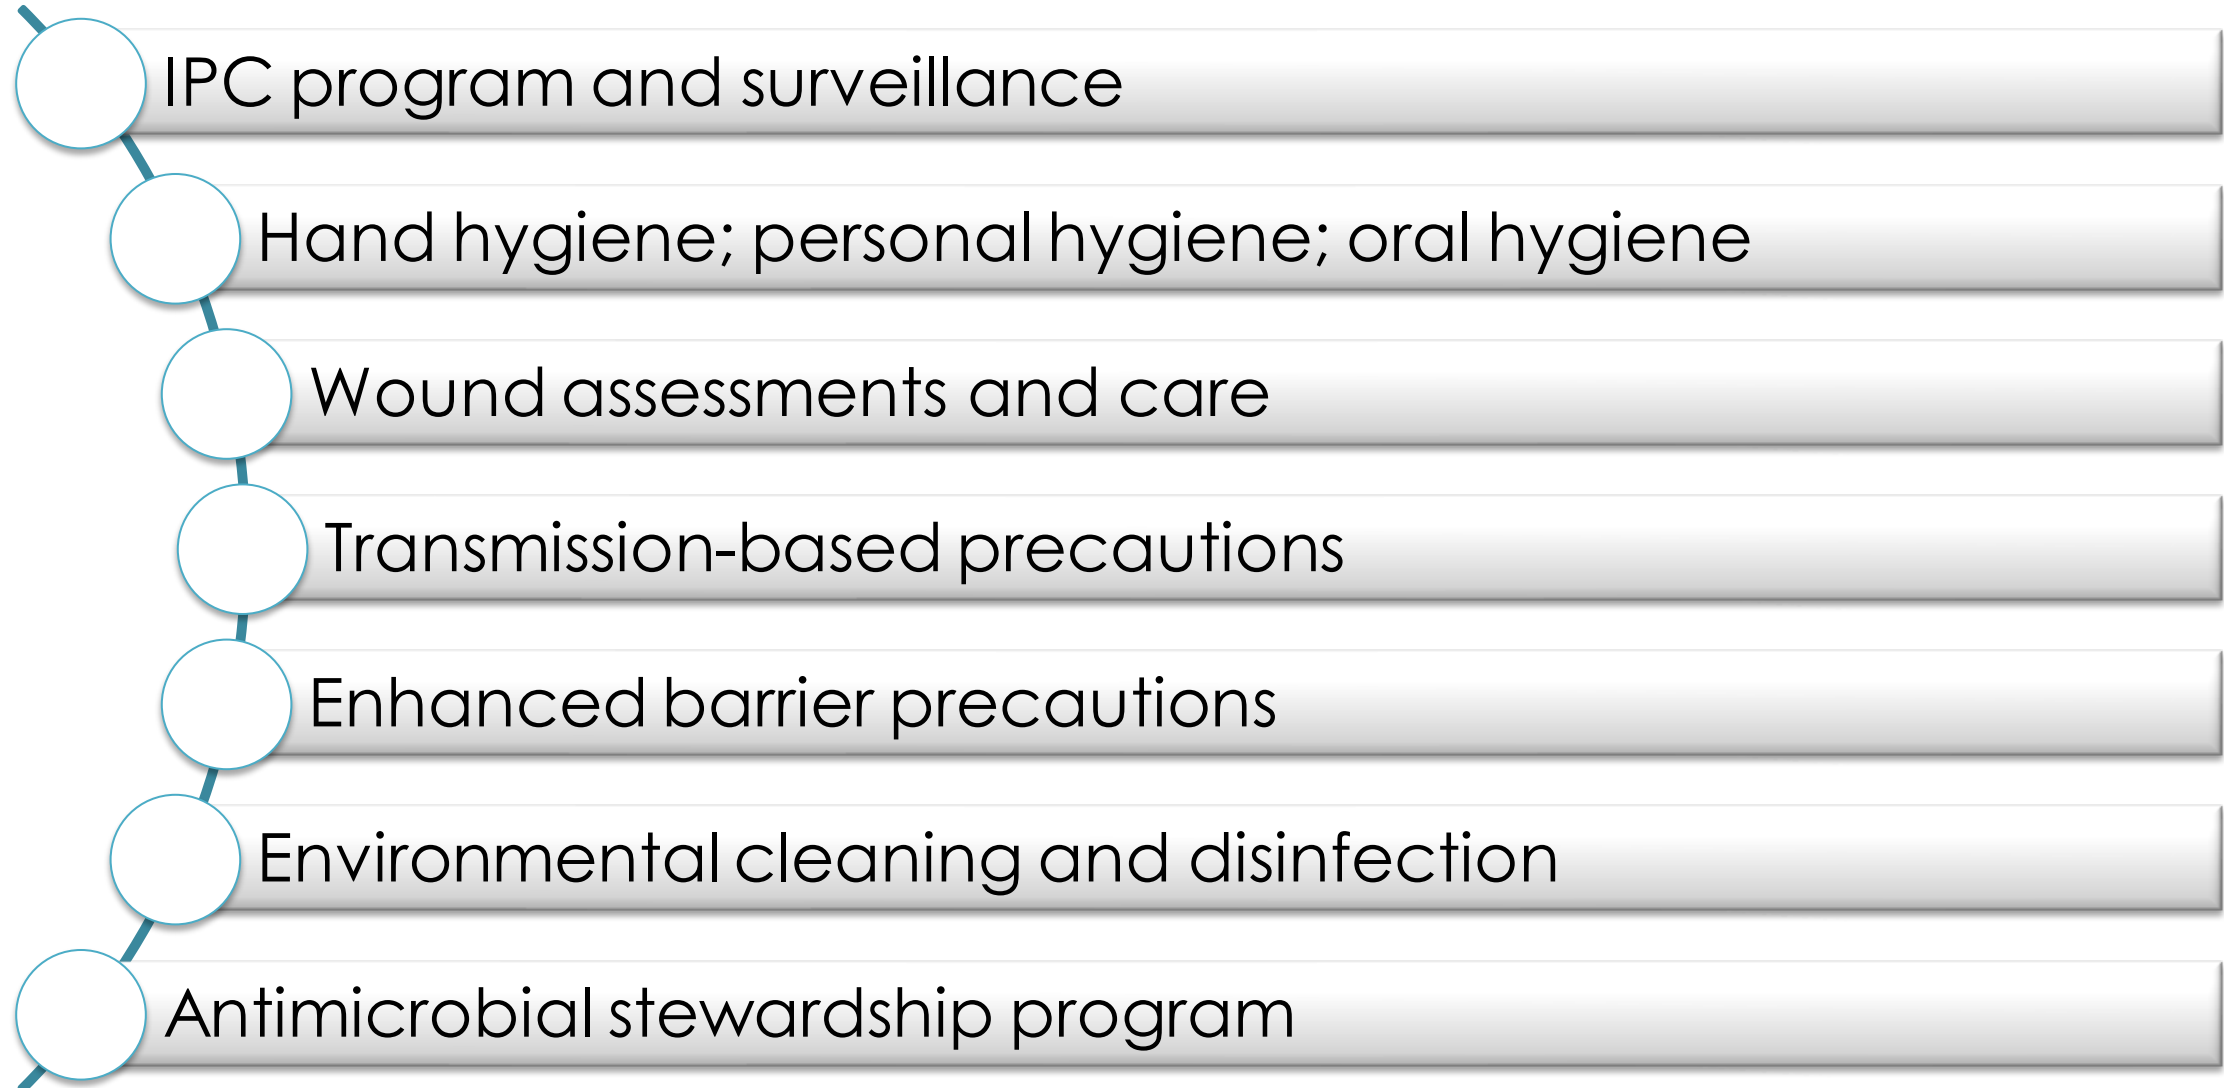 IPC program and surveillance
Hand hygiene; personal hygiene; oral hygiene
Wound assessments and care
Transmission-based precautions
Enhanced barrier precautions
Environmental cleaning and disinfection
Antimicrobial stewardship program